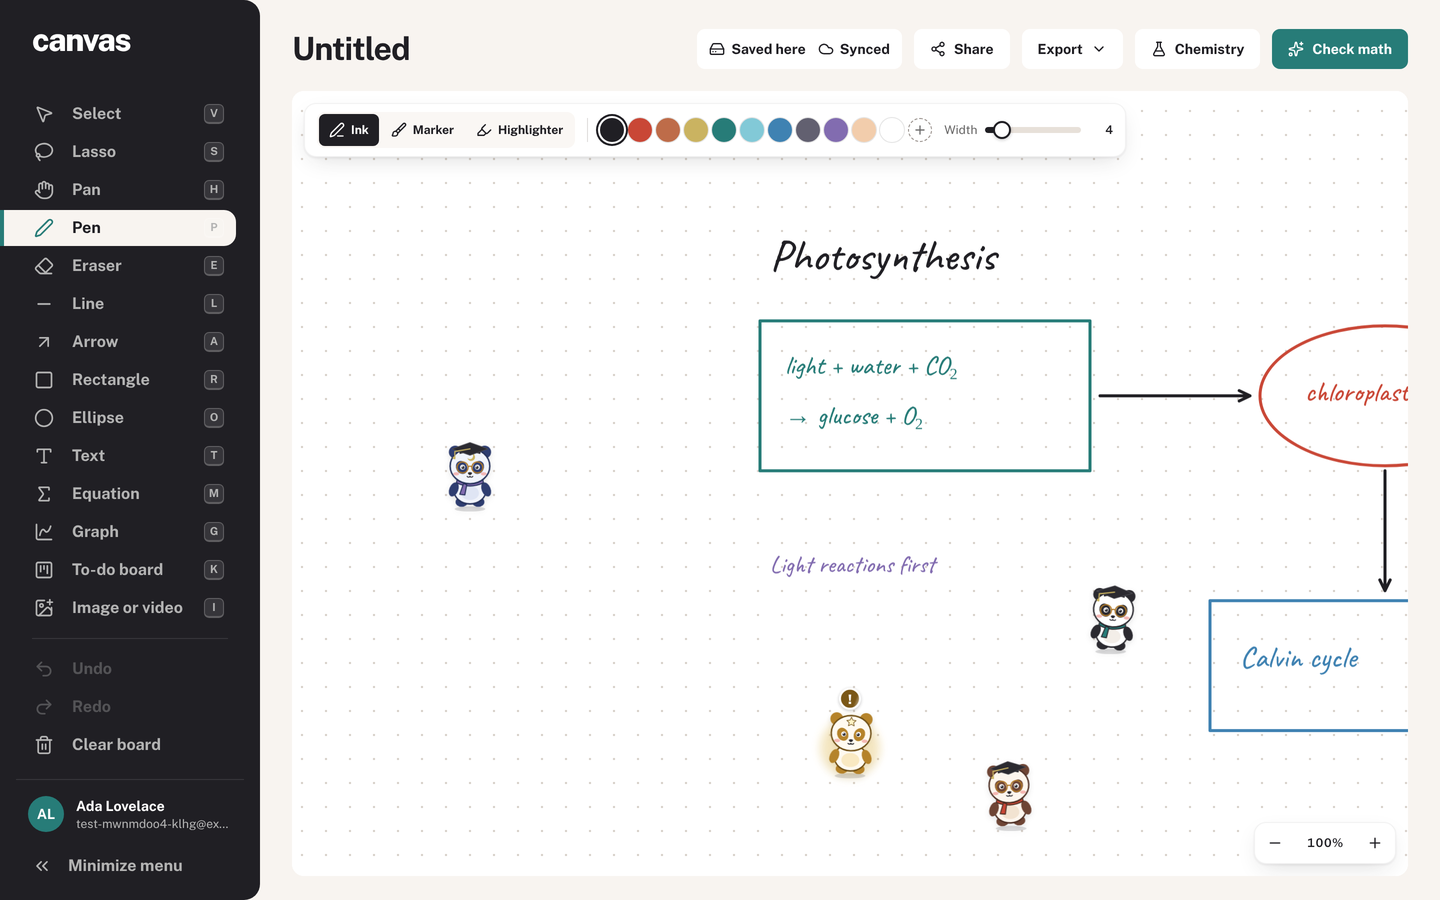 canvas
Untitled
Saved here
Synced
Share
Export
Chemistry
Check math
Select V
Lasso S
Pan H
Pen P
Eraser E
Line L
Arrow A
Rectangle R
Ellipse O
Text T
Equation M
Graph G
To-do board K
Image or video I
Undo
Redo
Clear board
AL
Ada Lovelace
test-mwnmdoo4-klhg@ex...
Minimize menu
Ink
Marker
Highlighter
Width
4
Photosynthesis
light + water + CO₂
→ glucose + O₂
chloroplast
Light reactions first
Calvin cycle
!
100%